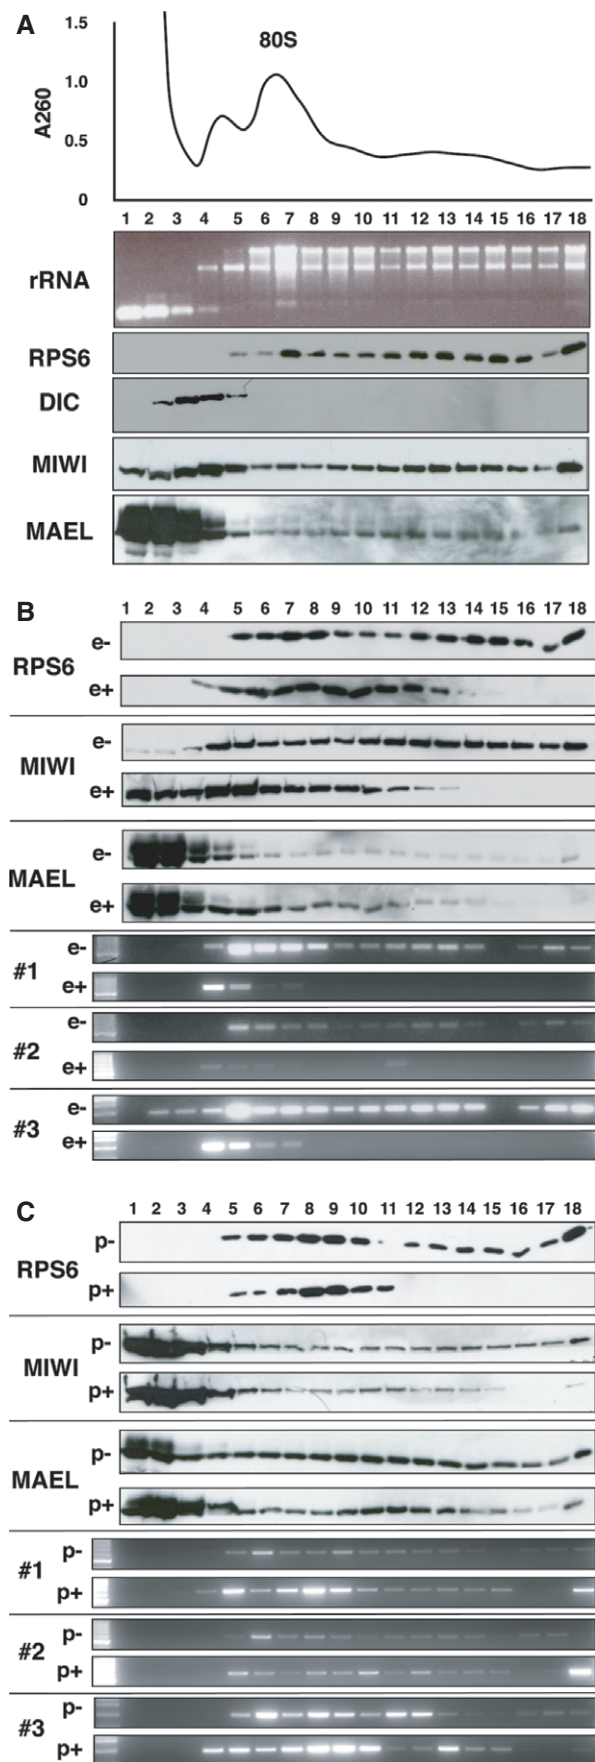 A
1.5
80S
1.0
A260
0.5
0
1 2 3 4 5 6 7 8 9 10 11 12 13 14 15 16 17 18
rRNA
RPS6
DIC
MIWI
MAEL
B
1 2 3 4 5 6 7 8 9 10 11 12 13 14 15 16 17 18
e-
RPS6
e+
e-
MIWI
e+
e-
MAEL
e+
e-
#1
e+
e-
#2
e+
e-
#3
e+
C
1 2 3 4 5 6 7 8 9 10 11 12 13 14 15 16 17 18
p-
RPS6
p+
p-
MIWI
p+
p-
MAEL
p+
p-
#1
p+
p-
#2
p+
p-
#3
p+